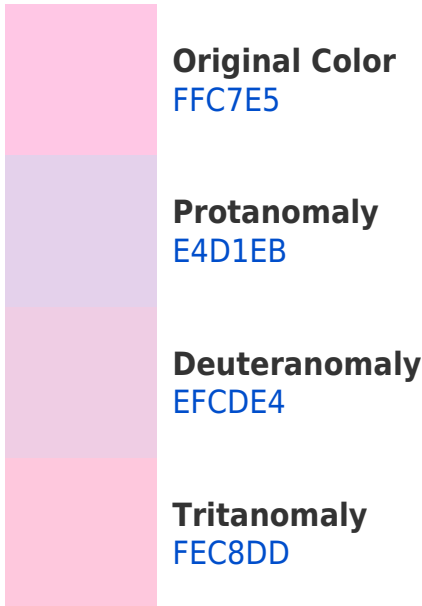 Original Color
FFC7E5
Protanomaly
E4D1EB
Deuteranomaly
EFCDE4
Tritanomaly
FEC8DD